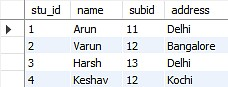 stu_id name subid address
1 Arun 11 Delhi
2 Varun 12 Bangalore
3 Harsh 13 Delhi
4 Keshav 12 Kochi